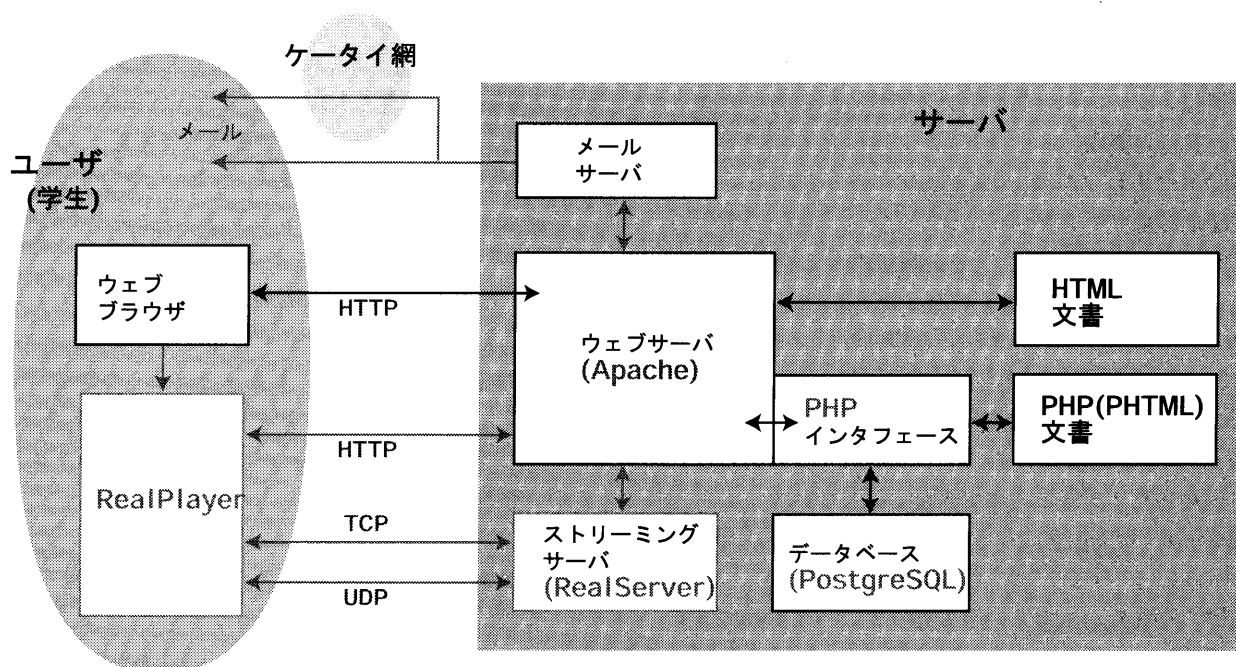 ケータイ網
サーバ
メール
メール
サーバ
ユーザ
(学生)
ウェブ
ブラウザ
HTTP
HTML
文書
ウェブサーバ
(Apache)
PHP
インタフェース
PHP(PHTML)
文書
HTTP
RealPlayer
TCP
UDP
ストリーミング
サーバ
(RealServer)
データベース
(PostgreSQL)